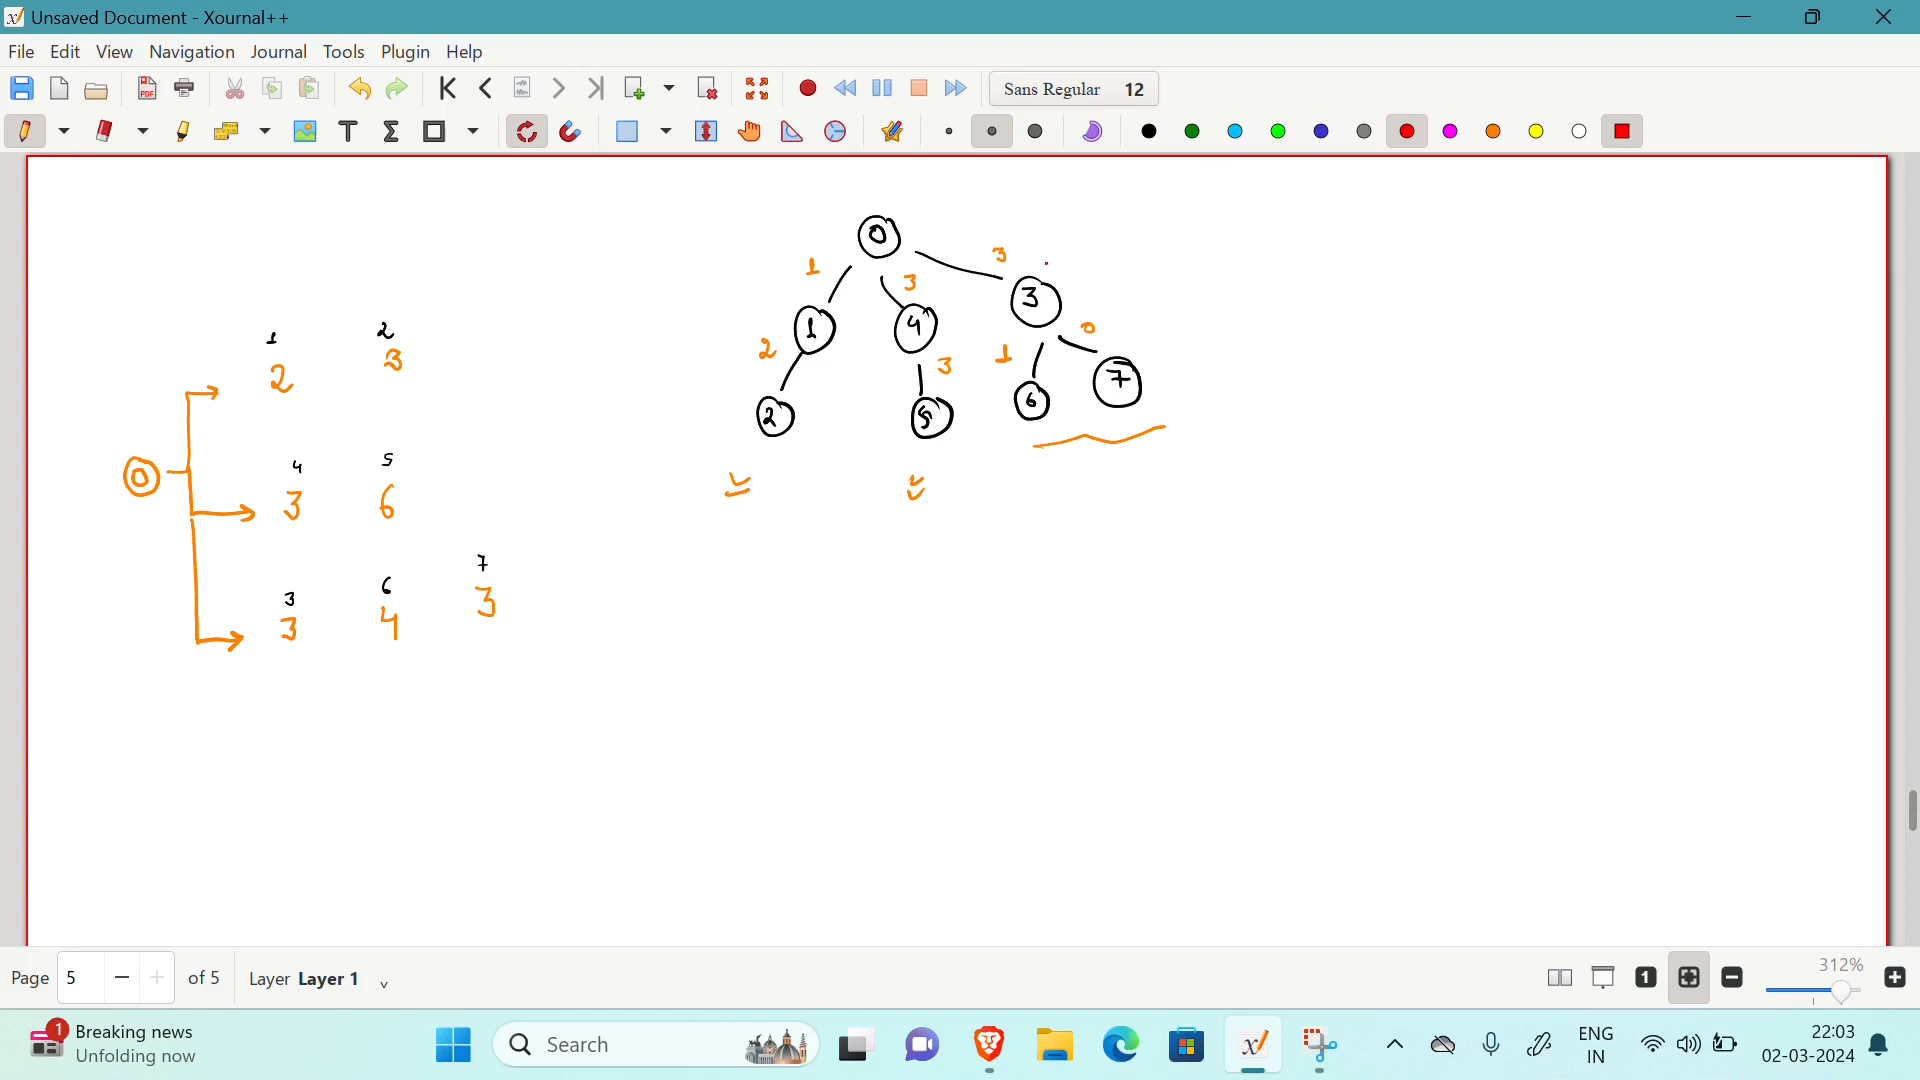 Unsaved Document - Xournal++
File Edit View Navigation Journal Tools Plugin Help
PDF
Sans Regular 12
0
1 3 3
3
1 4
2 3 1 0
7
2 5 6
1 2
2 3
4 5
0
3 6
7
3 6
3 4 3
Page 5 of 5 Layer Layer 1
1
312%
1 Breaking news
Unfolding now
Search
ENG
IN
22:03
02-03-2024